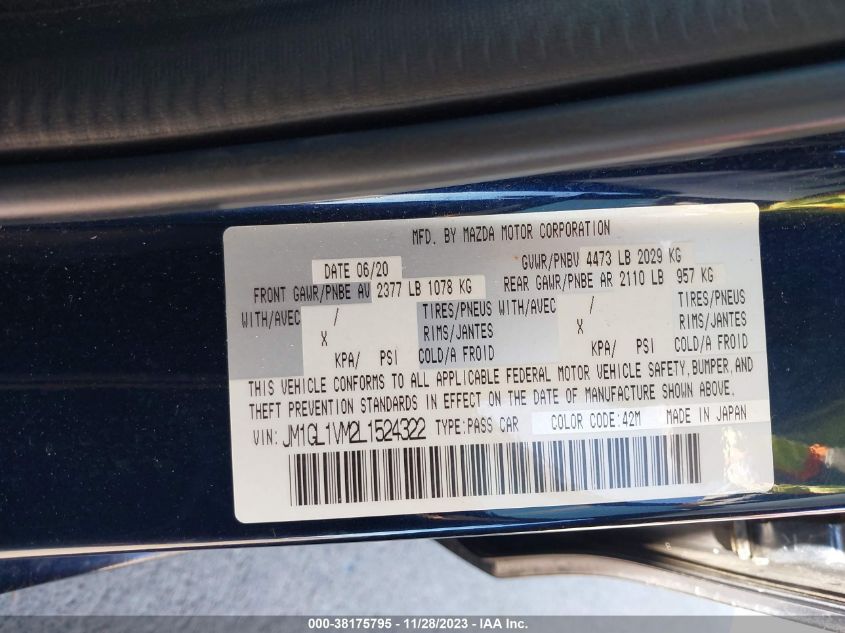 MFD. BY MAZDA MOTOR CORPORATION
DATE 06/20
GVWR/PNBV 4473 LB 2029 KG
FRONT GAWR/PNBE AV 2377 LB 1078 KG
REAR GAWR/PNBE AR 2110 LB 957 KG
WITH/AVEC / TIRES/PNEUS WITH/AVEC / TIRES/PNEUS
X RIMS/JANTES X RIMS/JANTES
KPA/ PSI COLD/A FROID KPA/ PSI COLD/A FROID
THIS VEHICLE CONFORMS TO ALL APPLICABLE FEDERAL MOTOR VEHICLE SAFETY, BUMPER, AND
THEFT PREVENTION STANDARDS IN EFFECT ON THE DATE OF MANUFACTURE SHOWN ABOVE.
VIN: JM1GL1VM2L1524322 TYPE:PASS CAR COLOR CODE:42M MADE IN JAPAN
000-38175795 - 11/28/2023 - IAA Inc.